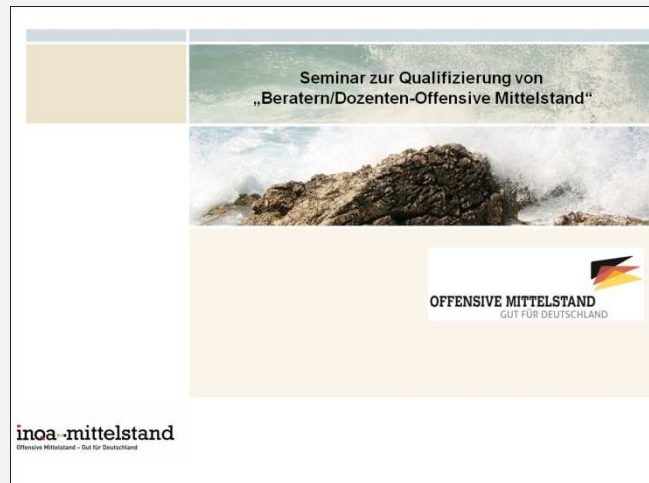 Seminar zur Qualifizierung von
„Beratern/Dozenten-Offensive Mittelstand“
OFFENSIVE MITTELSTAND
GUT FÜR DEUTSCHLAND
inqa-mittelstand
Offensive Mittelstand – Gut für Deutschland